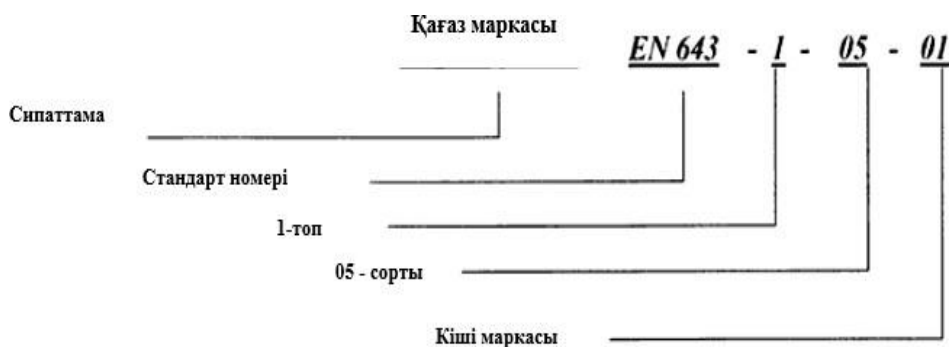 Қағаз маркасы EN 643 - 1 - 05 - 01
Сипаттама
Стандарт номері
1-топ
05 - сорты
Кіші маркасы